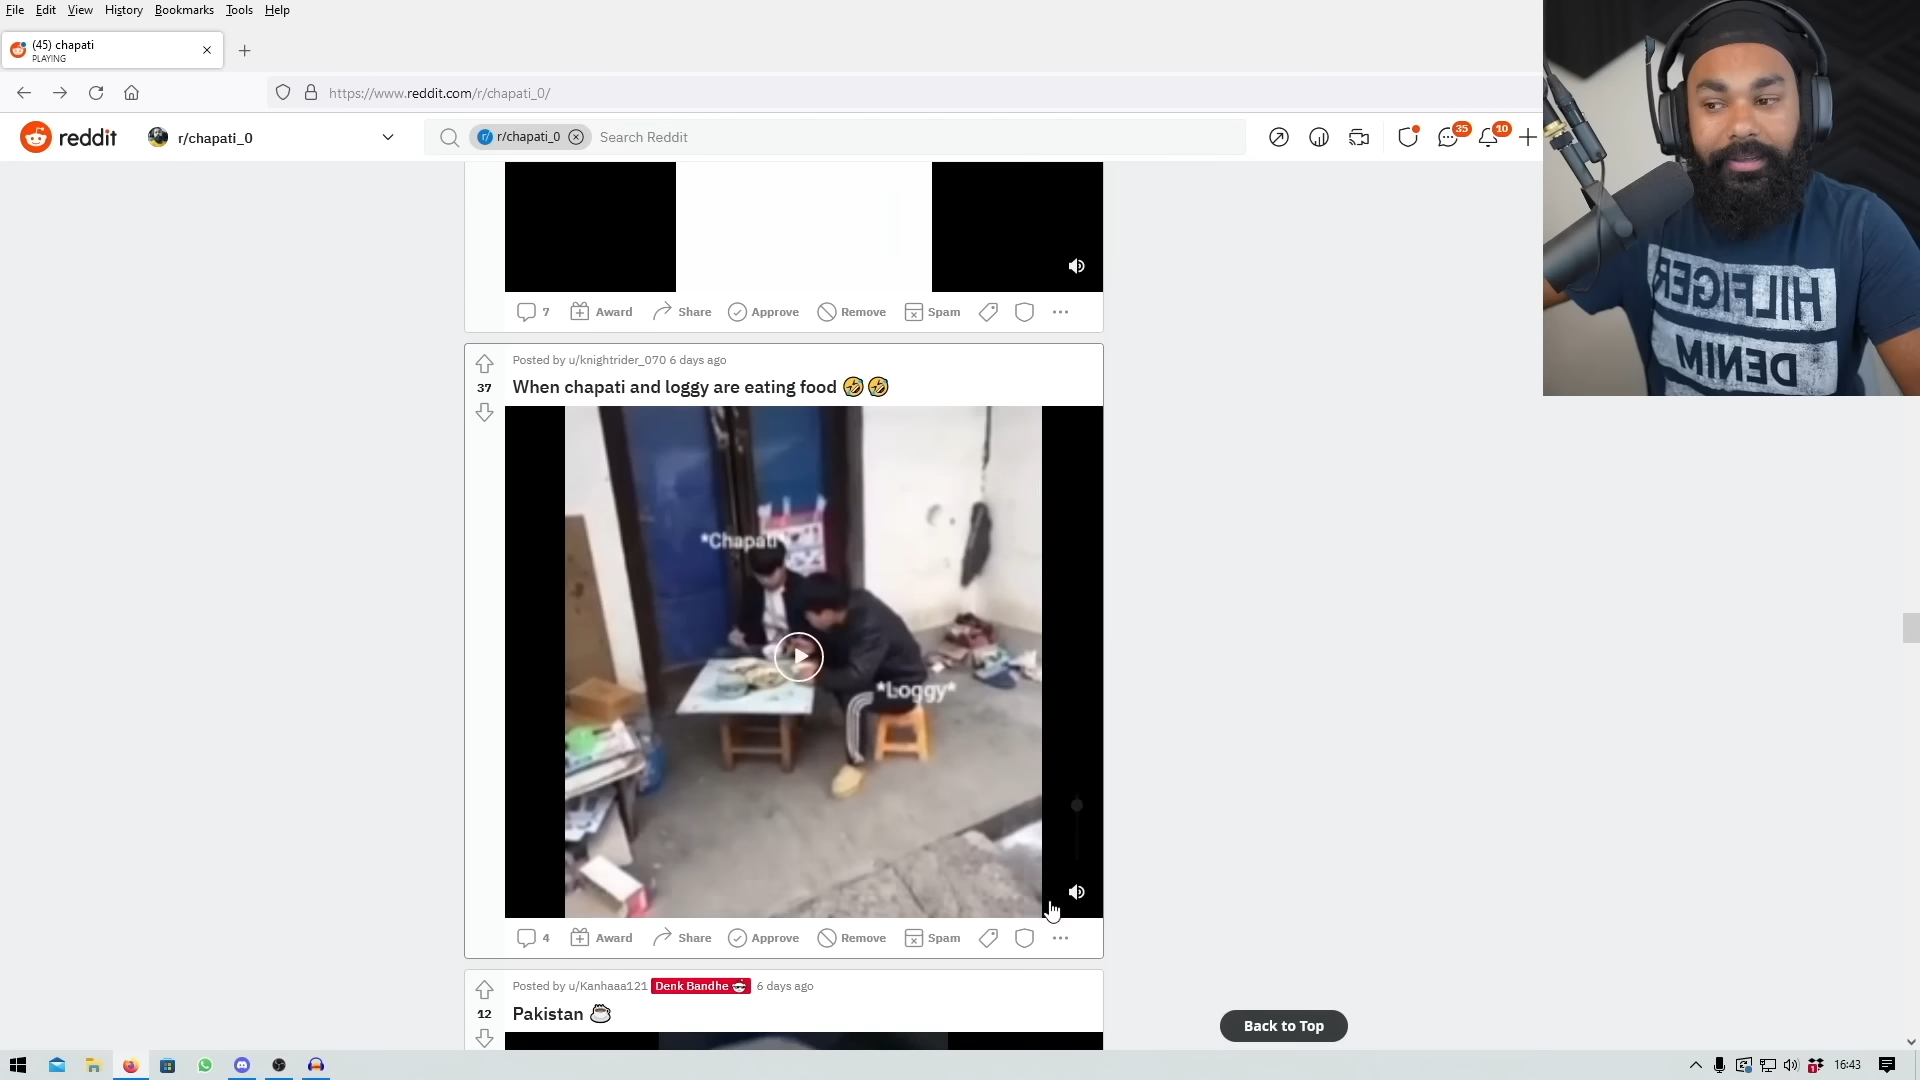 File Edit View History Bookmarks Tools Help
(45) chapati
PLAYING
https://www.reddit.com/r/chapati_0/
reddit r/chapati_0 r/chapati_0 Search Reddit 35 10
7 Award Share Approve Remove Spam
Posted by u/knightrider_070 6 days ago
37
When chapati and loggy are eating food 🤣🤣
*Chapati*
*Loggy*
4 Award Share Approve Remove Spam
Posted by u/Kanhaaa121 Denk Bandhe 6 days ago
12
Pakistan ☕
Back to Top
HILFIGER
DENIM
1 16:43